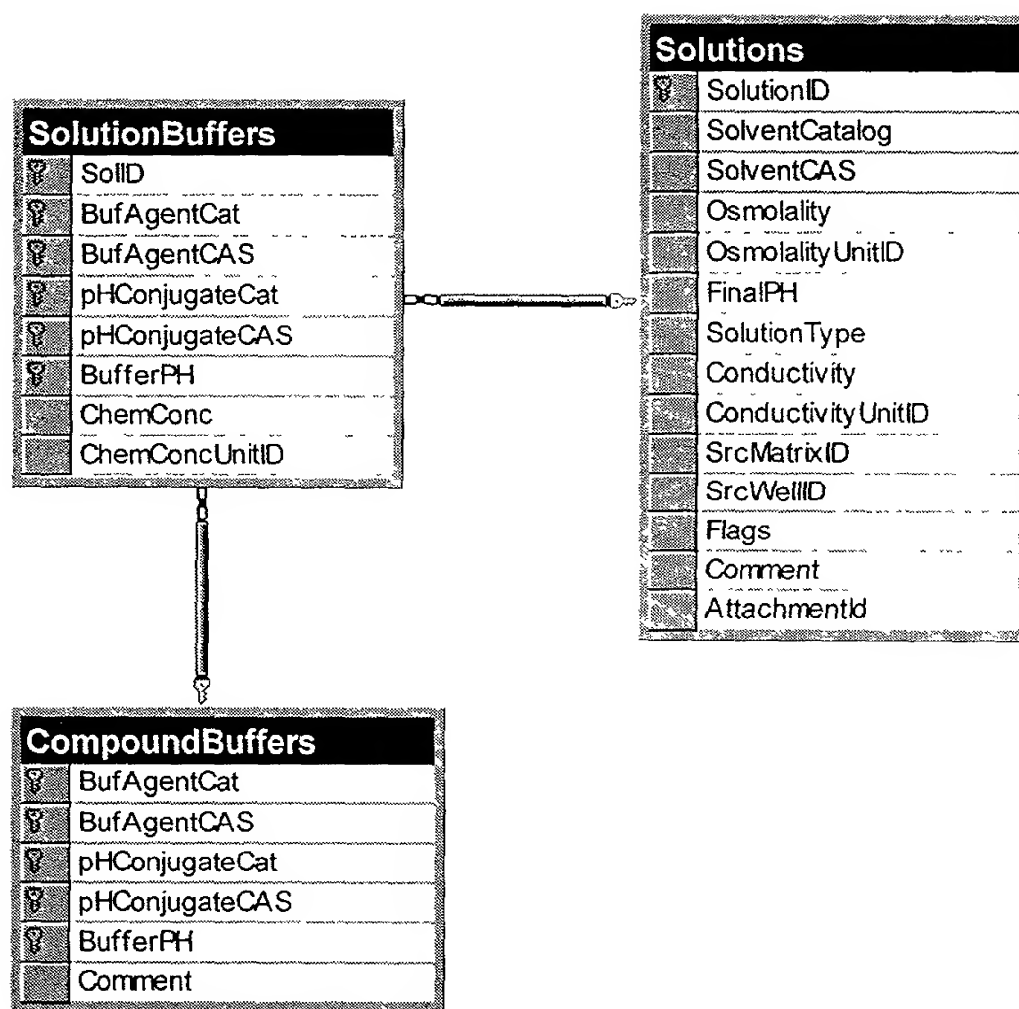 SolutionBuffers
SolID
BufAgentCat
BufAgentCAS
pHConjugateCat
pHConjugateCAS
BufferPH
ChemConc
ChemConcUnitID
Solutions
SolutionID
SolventCatalog
SolventCAS
Osmolality
OsmolalityUnitID
FinalPH
SolutionType
Conductivity
ConductivityUnitID
SrcMatrixID
SrcWellID
Flags
Comment
AttachmentId
CompoundBuffers
BufAgentCat
BufAgentCAS
pHConjugateCat
pHConjugateCAS
BufferPH
Comment